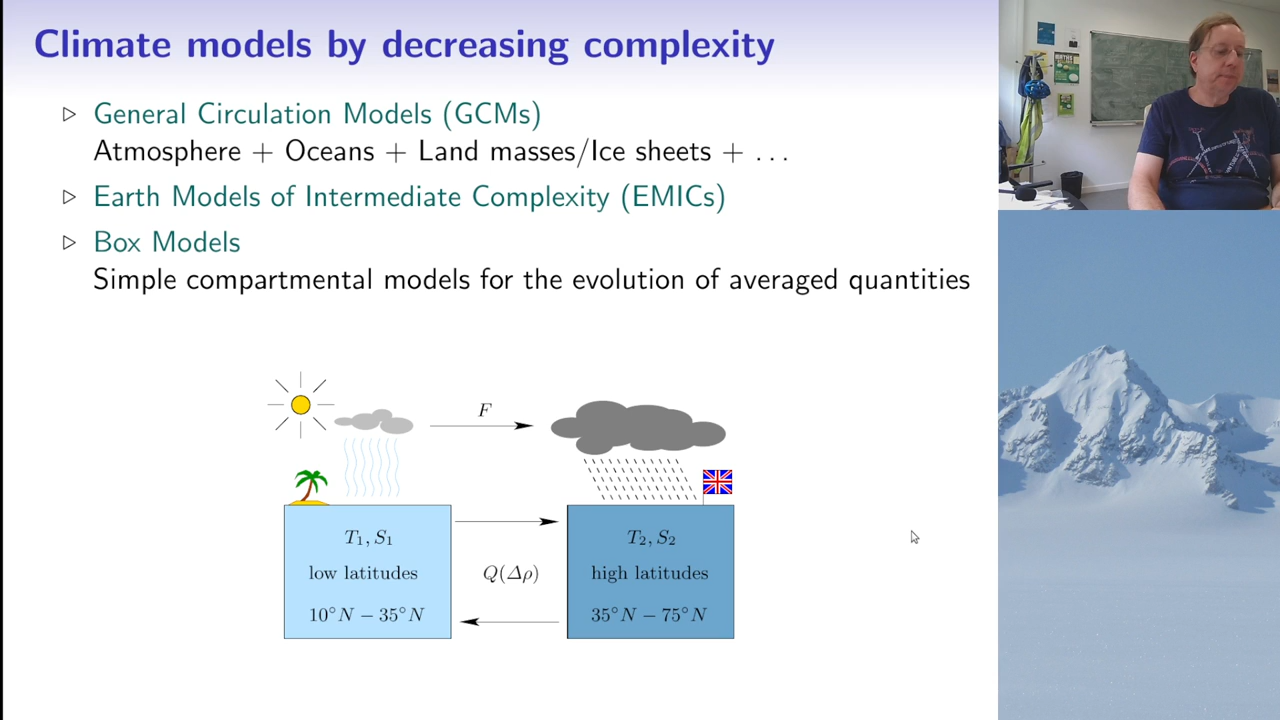 Climate models by decreasing complexity
▷ General Circulation Models (GCMs)
Atmosphere + Oceans + Land masses/Ice sheets + ...
▷ Earth Models of Intermediate Complexity (EMICs)
▷ Box Models
Simple compartmental models for the evolution of averaged quantities
F
T₁, S₁
low latitudes
10°N − 35°N
Q(Δρ)
T₂, S₂
high latitudes
35°N − 75°N